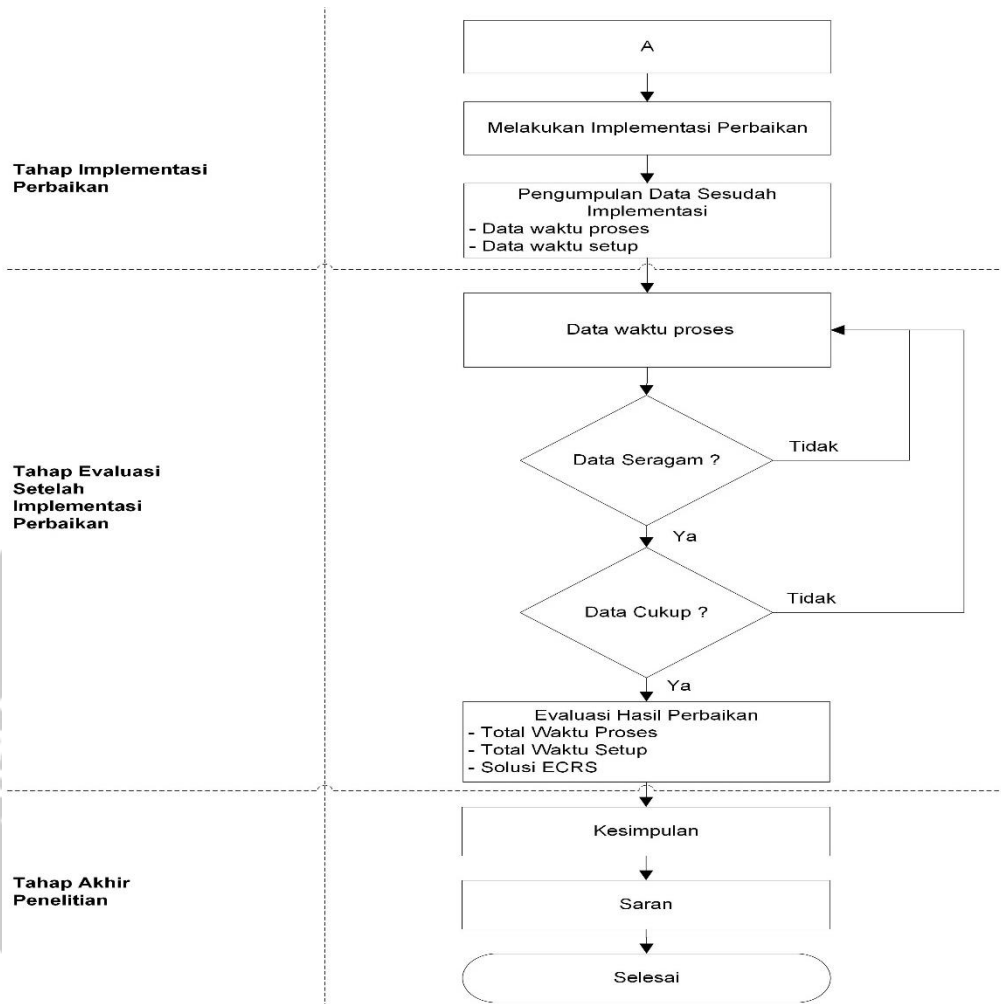 A
Melakukan Implementasi Perbaikan
Tahap Implementasi
Perbaikan
Pengumpulan Data Sesudah
Implementasi
- Data waktu proses
- Data waktu setup
Data waktu proses
Data Seragam ?
Tidak
Tahap Evaluasi
Setelah
Implementasi
Perbaikan
Ya
Data Cukup ?
Tidak
Ya
Evaluasi Hasil Perbaikan
- Total Waktu Proses
- Total Waktu Setup
- Solusi ECRS
Kesimpulan
Tahap Akhir
Penelitian
Saran
Selesai